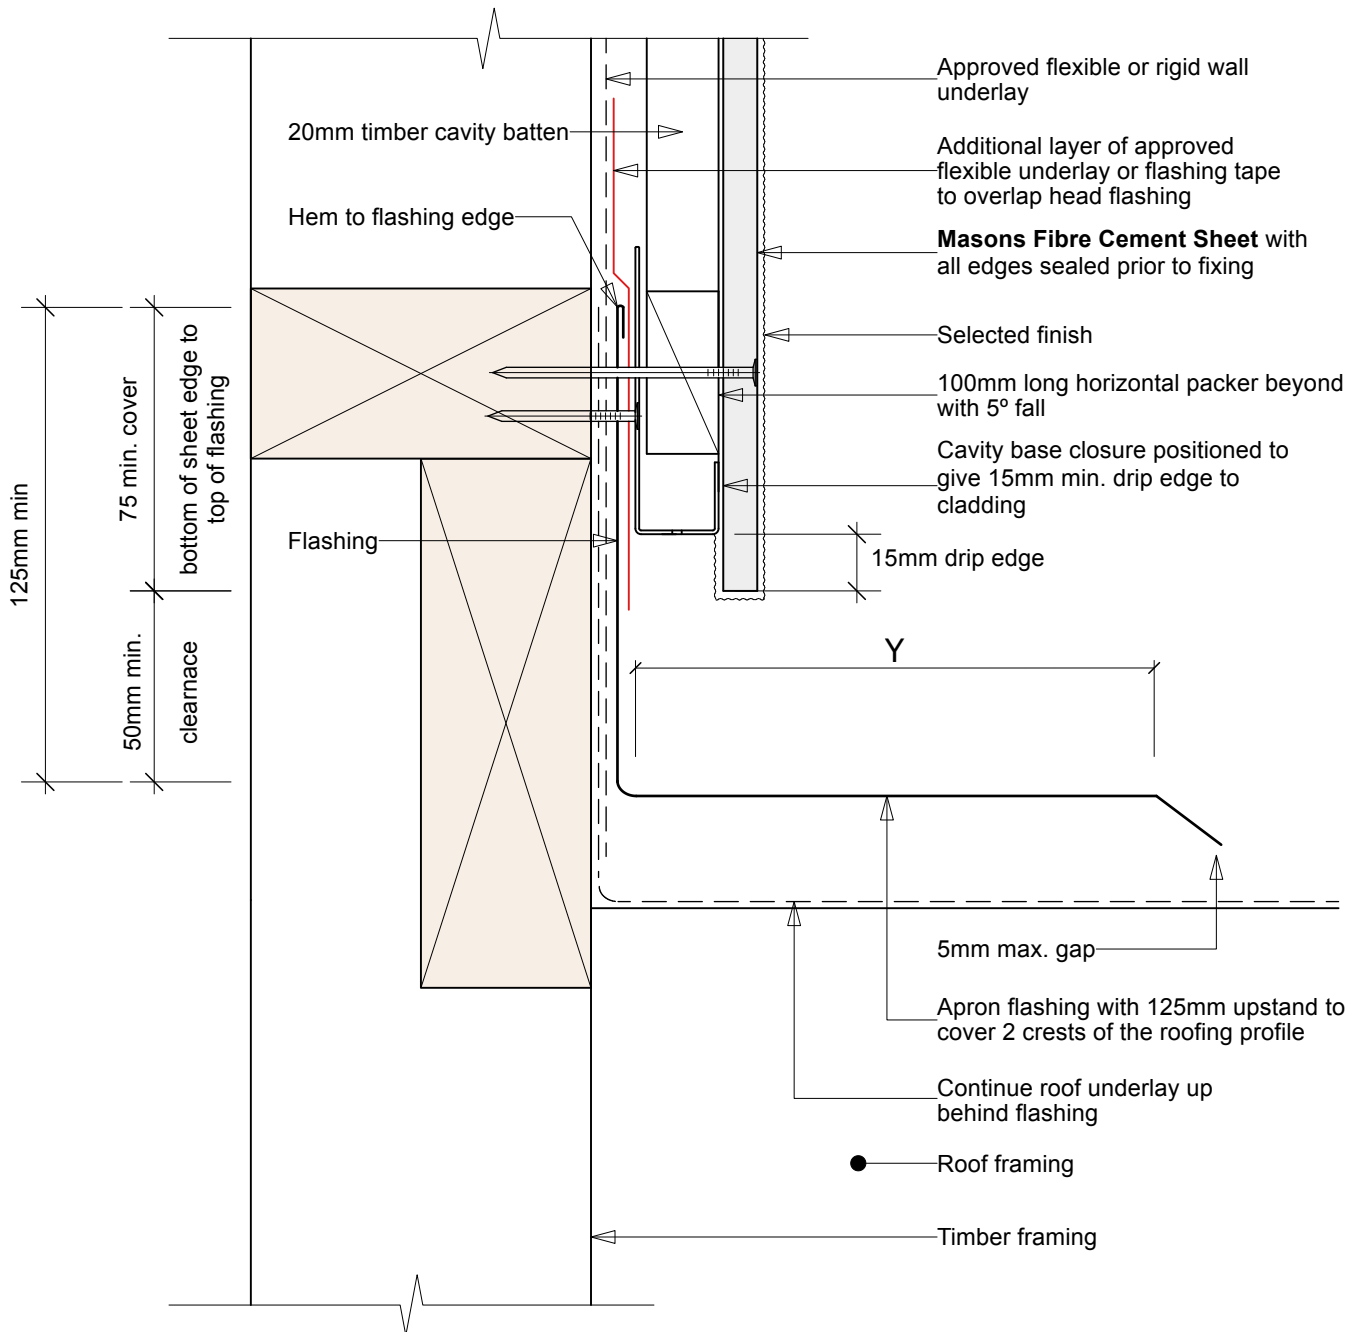 Approved flexible or rigid wall
underlay
20mm timber cavity batten
Additional layer of approved
flexible underlay or flashing tape
to overlap head flashing
Hem to flashing edge
Masons Fibre Cement Sheet with
all edges sealed prior to fixing
Selected finish
100mm long horizontal packer beyond
with 5º fall
Cavity base closure positioned to
give 15mm min. drip edge to
cladding
125mm min
75 min. cover
bottom of sheet edge to
top of flashing
Flashing
15mm drip edge
50mm min.
clearnace
Y
5mm max. gap
Apron flashing with 125mm upstand to
cover 2 crests of the roofing profile
Continue roof underlay up
behind flashing
Roof framing
Timber framing